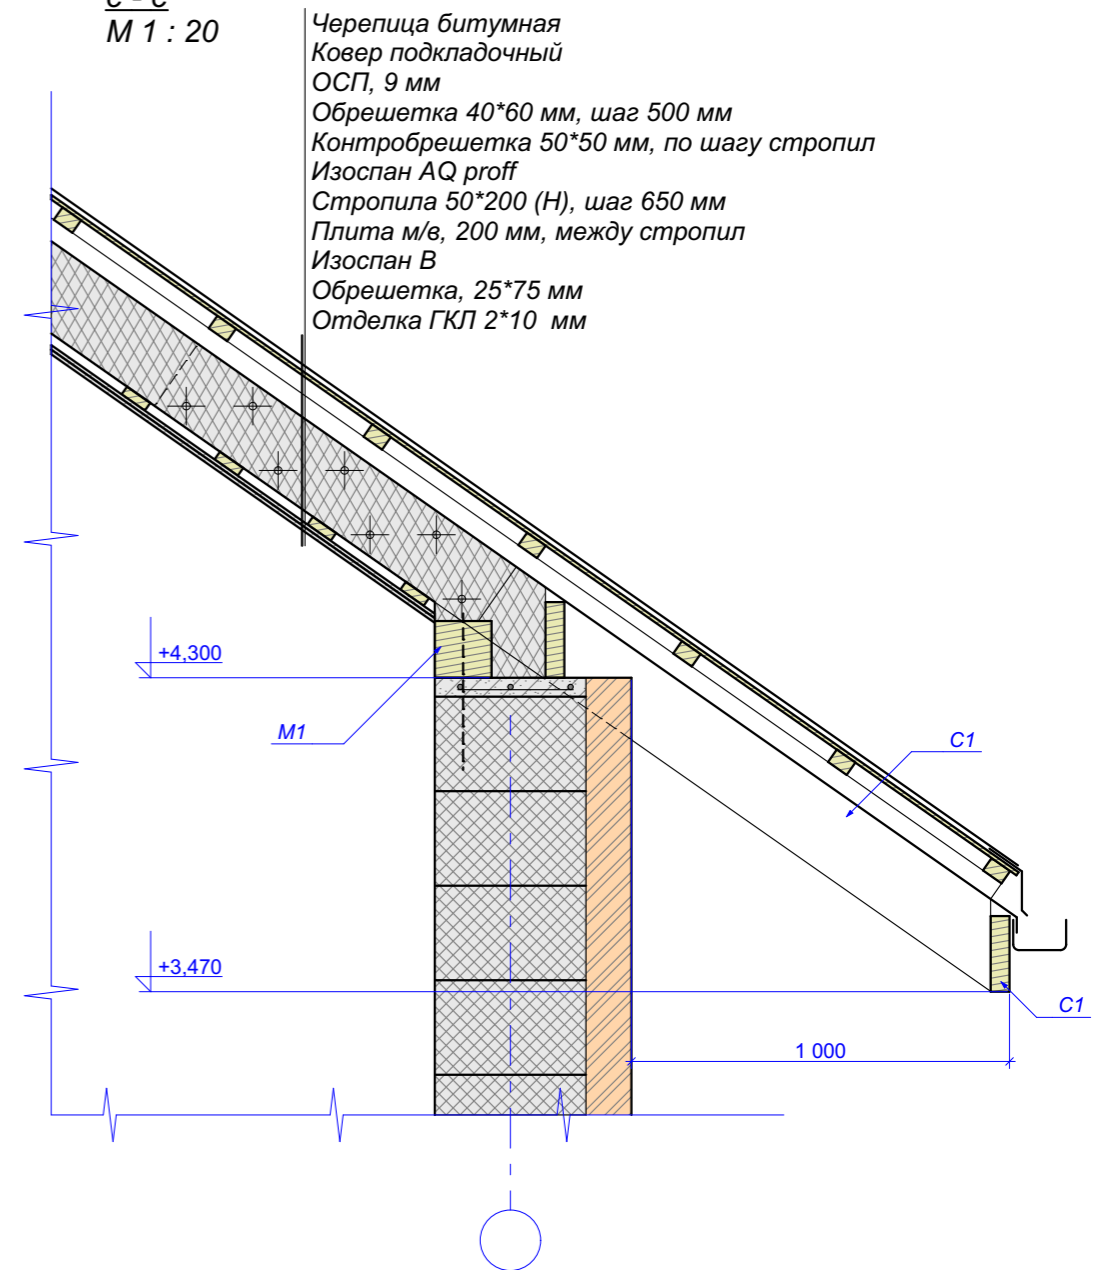 М 1 : 20
Черепица битумная
Ковер подкладочный
ОСП, 9 мм
Обрешетка 40*60 мм, шаг 500 мм
Контробрешетка 50*50 мм, по шагу стропил
Изоспан AQ proff
Стропила 50*200 (Н), шаг 650 мм
Плита м/в, 200 мм, между стропил
Изоспан В
Обрешетка, 25*75 мм
Отделка ГКЛ 2*10 мм
+4,300
М1
С1
+3,470
С1
1 000